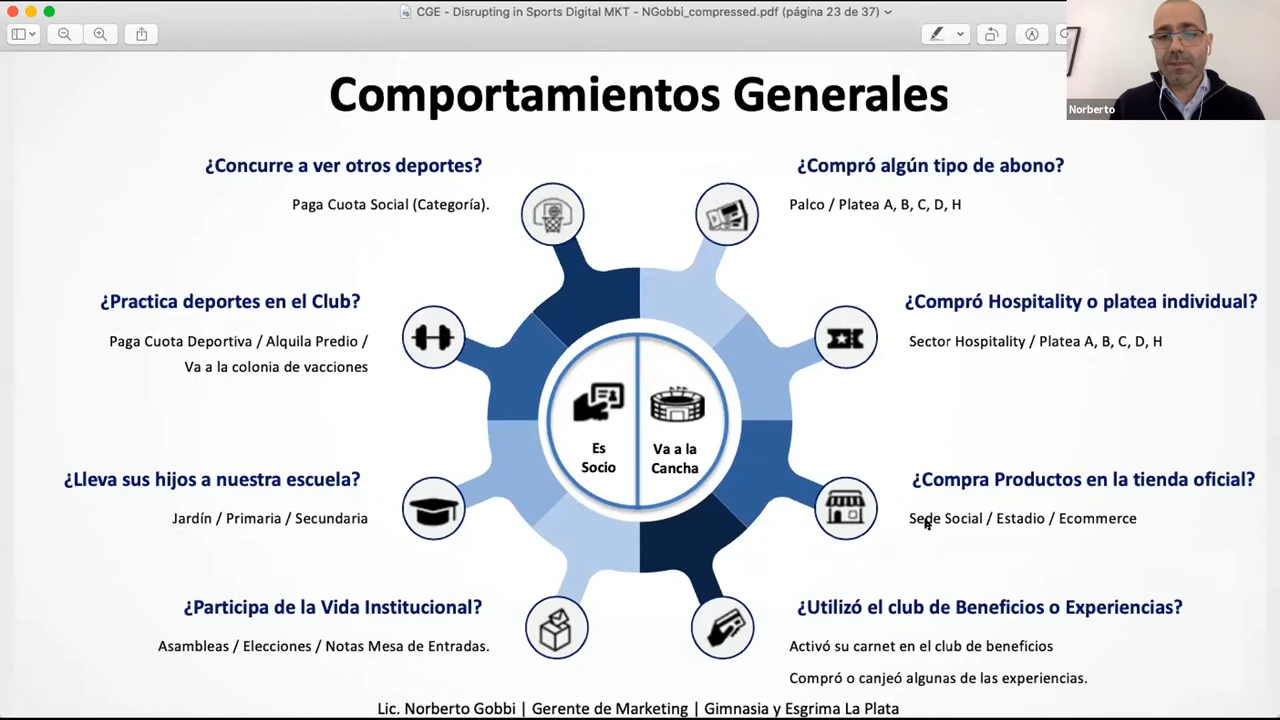 CGE - Disrupting in Sports Digital MKT - NGobbi_compressed.pdf (página 23 de 37)
Norberto
Comportamientos Generales
¿Concurre a ver otros deportes?
Paga Cuota Social (Categoría).
¿Compró algún tipo de abono?
Palco / Platea A, B, C, D, H
¿Practica deportes en el Club?
Paga Cuota Deportiva / Alquila Predio /
Va a la colonia de vacciones
¿Compró Hospitality o platea individual?
Sector Hospitality / Platea A, B, C, D, H
Es
Socio
Va a la
Cancha
¿Lleva sus hijos a nuestra escuela?
Jardín / Primaria / Secundaria
¿Compra Productos en la tienda oficial?
Sede Social / Estadio / Ecommerce
¿Participa de la Vida Institucional?
Asambleas / Elecciones / Notas Mesa de Entradas.
¿Utilizó el club de Beneficios o Experiencias?
Activó su carnet en el club de beneficios
Compró o canjeó algunas de las experiencias.
Lic. Norberto Gobbi | Gerente de Marketing | Gimnasia y Esgrima La Plata